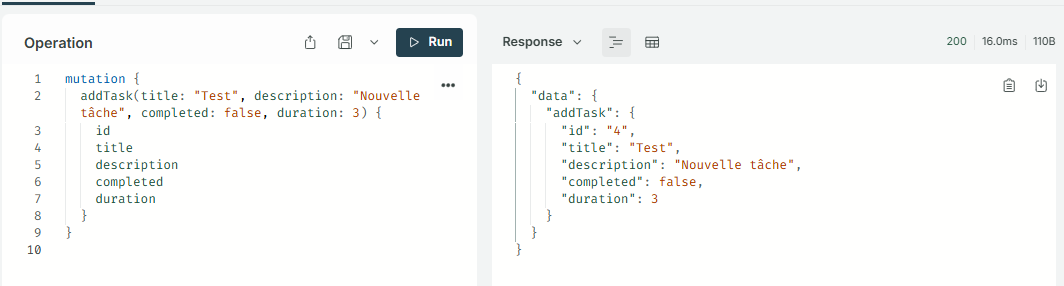 Operation
Run
1 mutation {
2 addTask(title: "Test", description: "Nouvelle
tâche", completed: false, duration: 3) {
3 id
4 title
5 description
6 completed
7 duration
8 }
9 }
10
Response
200 16.0ms 110B
{
"data": {
"addTask": {
"id": "4",
"title": "Test",
"description": "Nouvelle tâche",
"completed": false,
"duration": 3
}
}
}